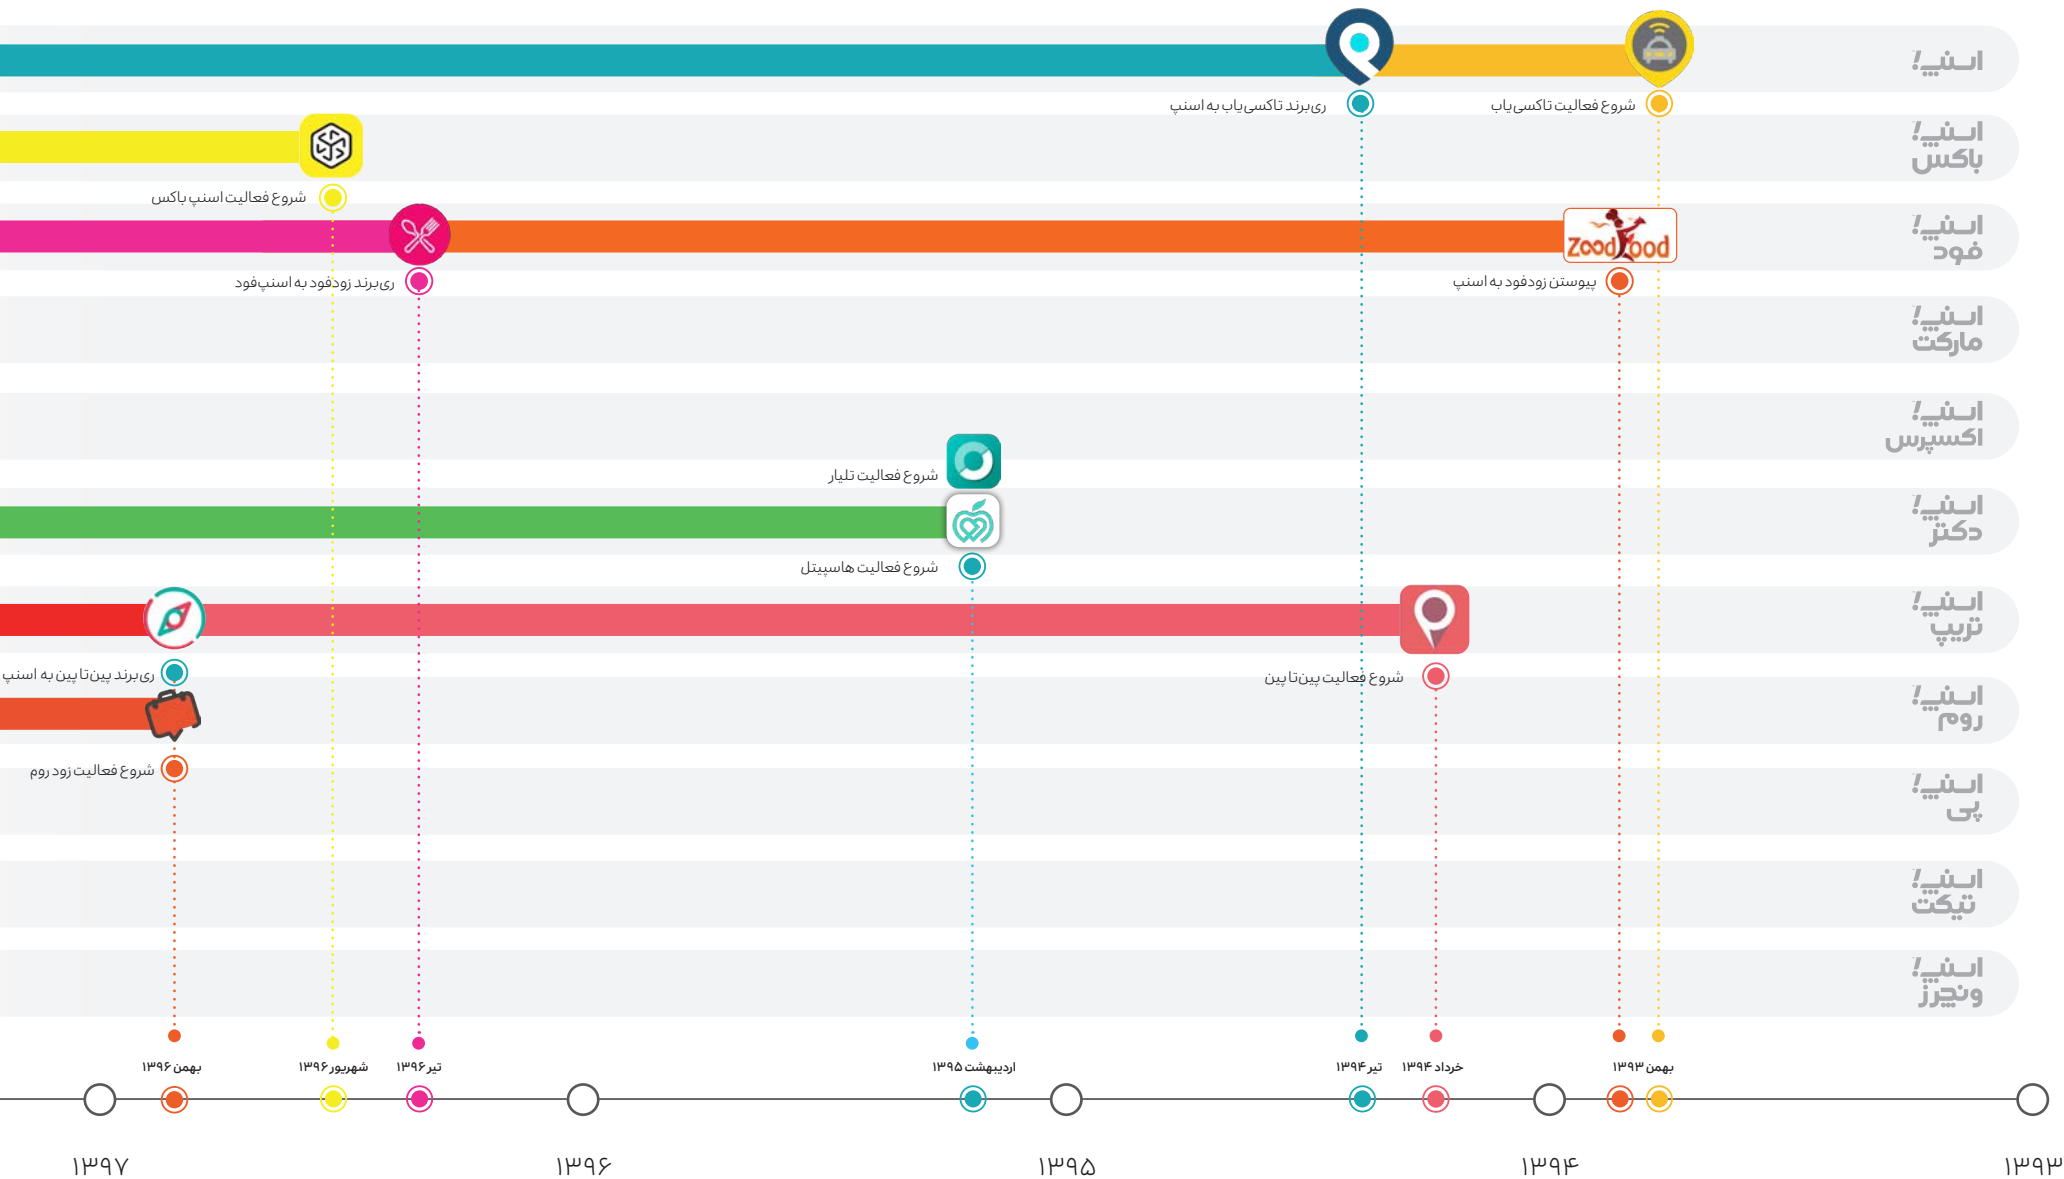 اسنپ!
شروع فعالیت تاکسی‌یاب
ری‌برند تاکسی‌یاب به اسنپ
اسنپ!
باکس
شروع فعالیت اسنپ باکس
اسنپ!
فود
ZoodFood
پیوستن زودفود به اسنپ
ری‌برند زودفود به اسنپ‌فود
اسنپ!
مارکت
اسنپ!
اکسپرس
شروع فعالیت تلیار
اسنپ!
دکتر
شروع فعالیت هاسپیتل
اسنپ!
تریپ
شروع فعالیت پین‌تاپین
ری‌برند پین‌تاپین به اسنپ
اسنپ!
روم
شروع فعالیت زود روم
اسنپ!
پی
اسنپ!
تیکت
اسنپ!
ونچرز
بهمن ۱۳۹۳
خرداد ۱۳۹۴
تیر ۱۳۹۴
اردیبهشت ۱۳۹۵
تیر ۱۳۹۶
شهریور ۱۳۹۶
بهمن ۱۳۹۶
۱۳۹۳
۱۳۹۴
۱۳۹۵
۱۳۹۶
۱۳۹۷